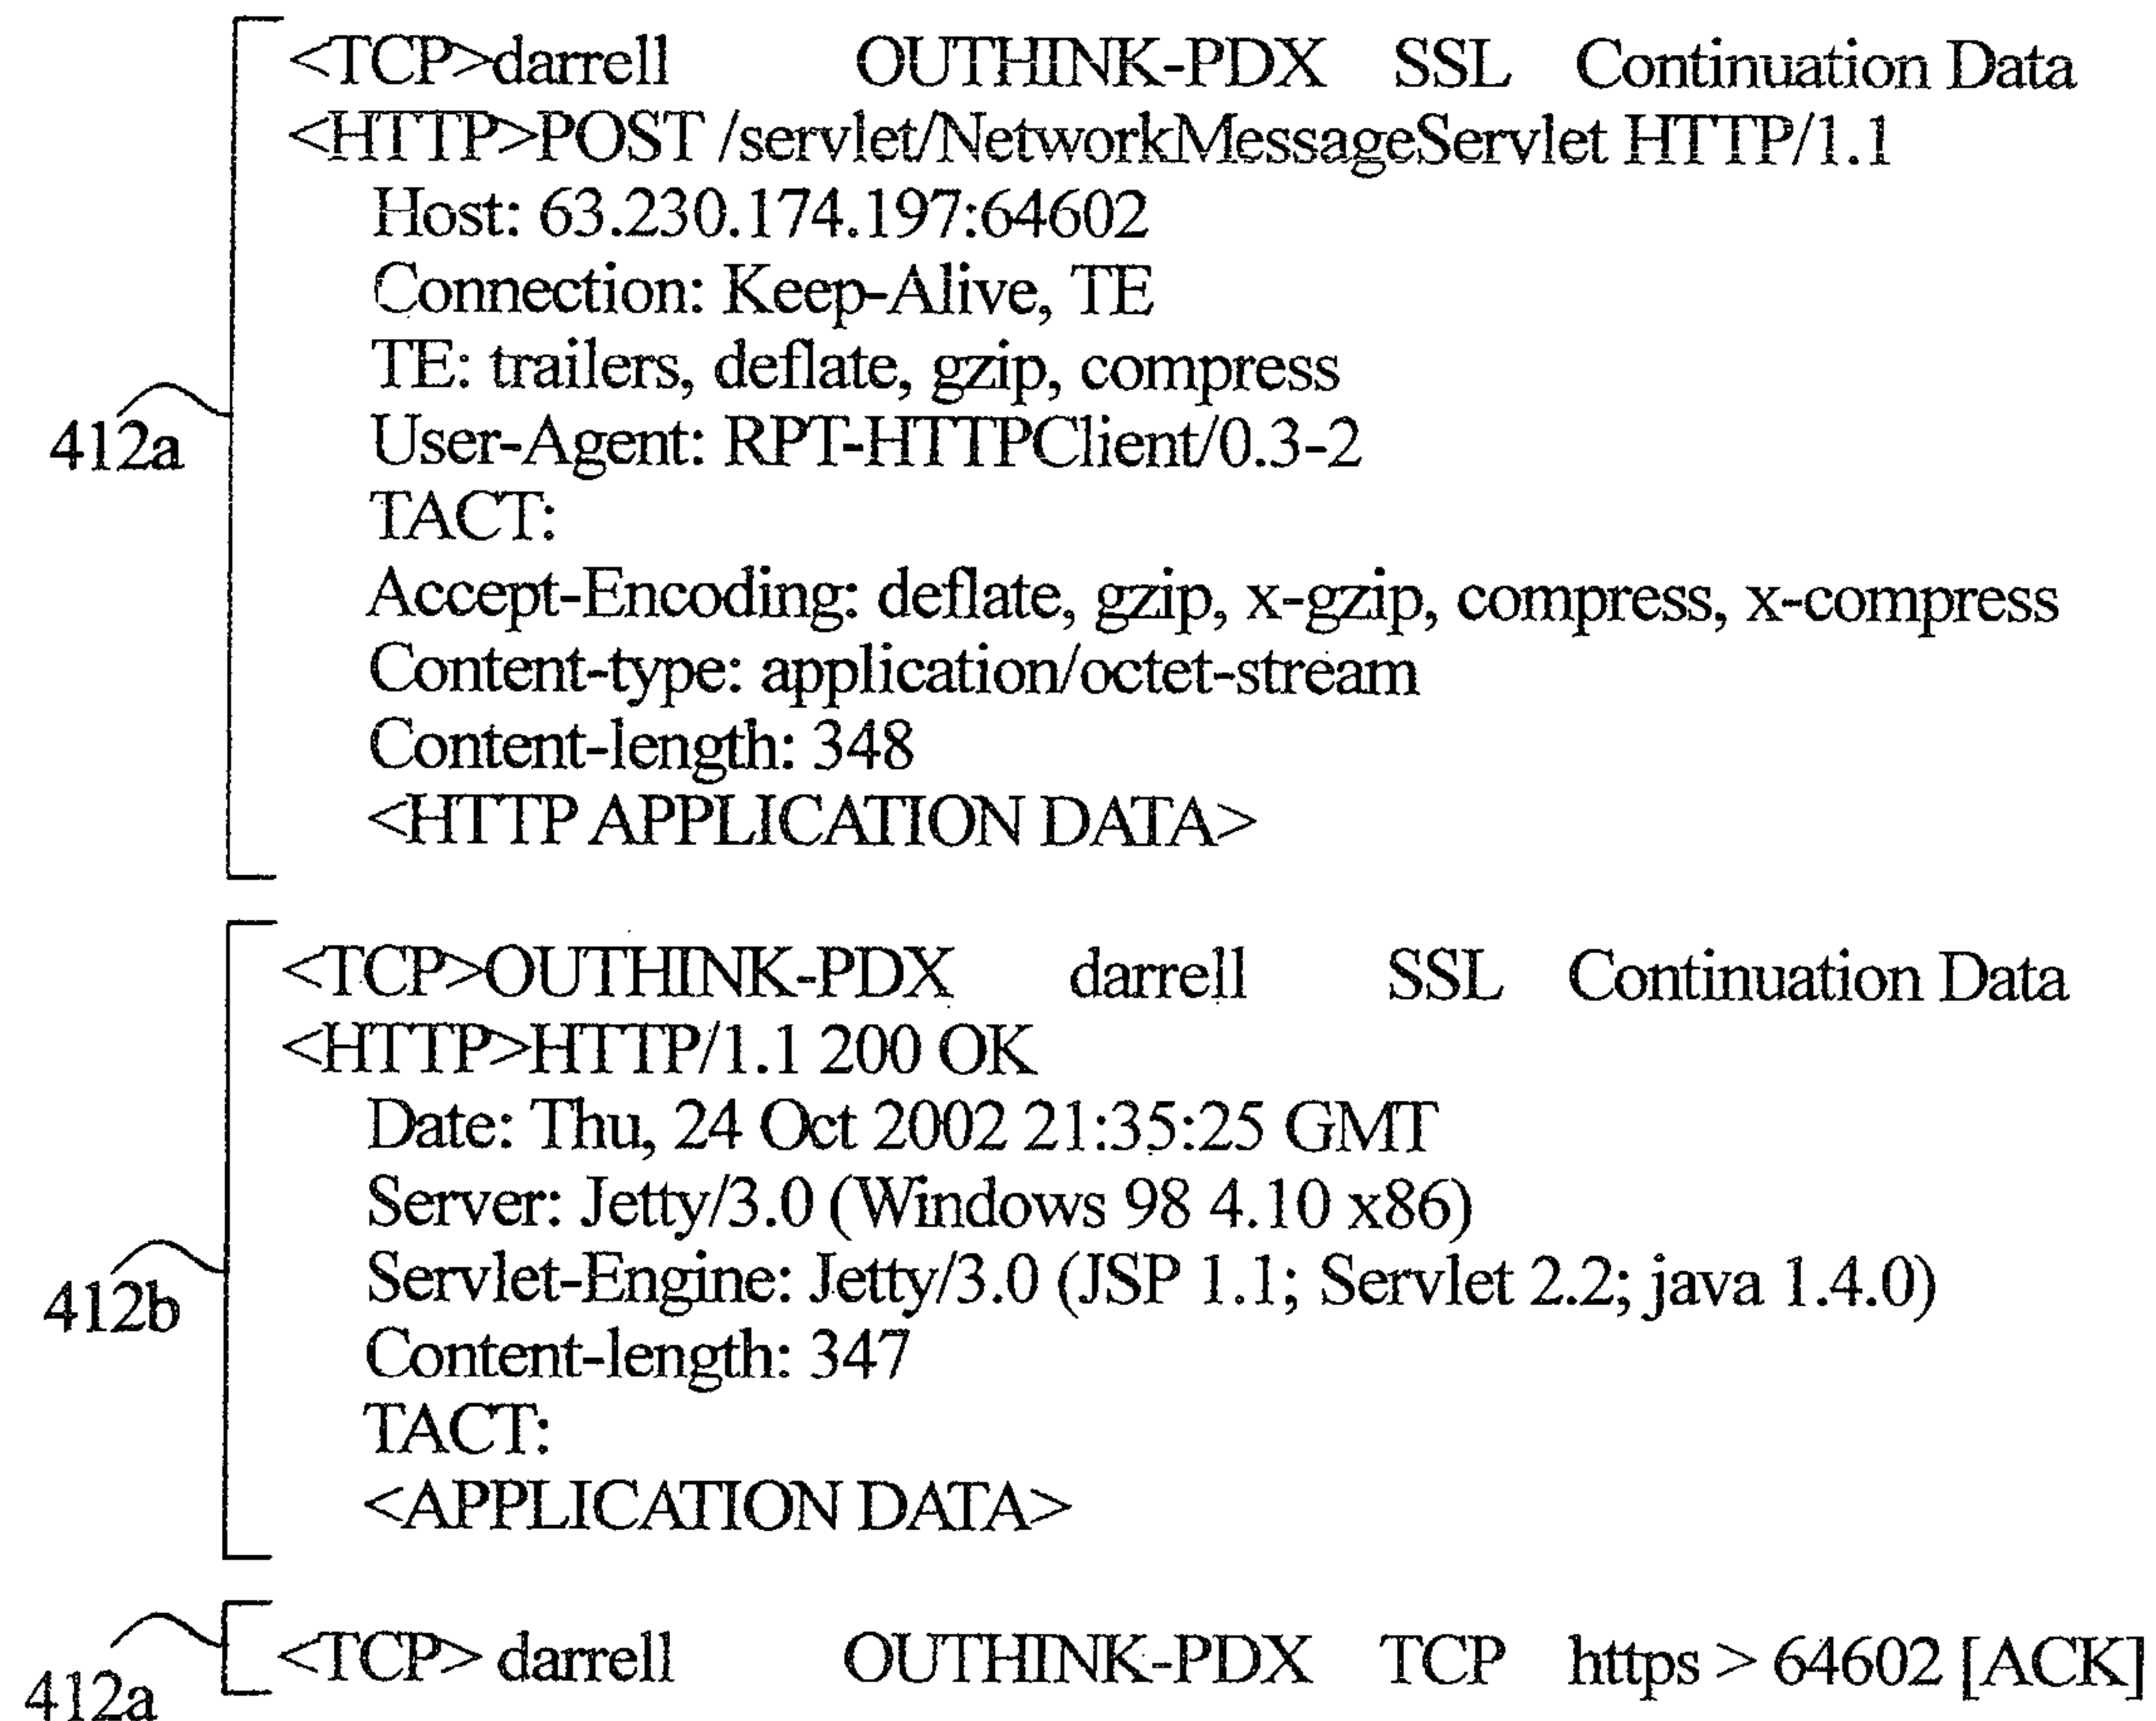 <TCP>darrell OUTHINK-PDX SSL Continuation Data
<HTTP>POST /servlet/NetworkMessageServlet HTTP/1.1
Host: 63.230.174.197:64602
Connection: Keep-Alive, TE
TE: trailers, deflate, gzip, compress
412a
User-Agent: RPT-HTTPClient/0.3-2
TACT:
Accept-Encoding: deflate, gzip, x-gzip, compress, x-compress
Content-type: application/octet-stream
Content-length: 348
<HTTP APPLICATION DATA>
<TCP>OUTHINK-PDX darrell SSL Continuation Data
<HTTP>HTTP/1.1 200 OK
Date: Thu, 24 Oct 2002 21:35:25 GMT
Server: Jetty/3.0 (Windows 98 4.10 x86)
412b
Servlet-Engine: Jetty/3.0 (JSP 1.1; Servlet 2.2; java 1.4.0)
Content-length: 347
TACT:
<APPLICATION DATA>
412a
<TCP> darrell OUTHINK-PDX TCP https > 64602 [ACK]